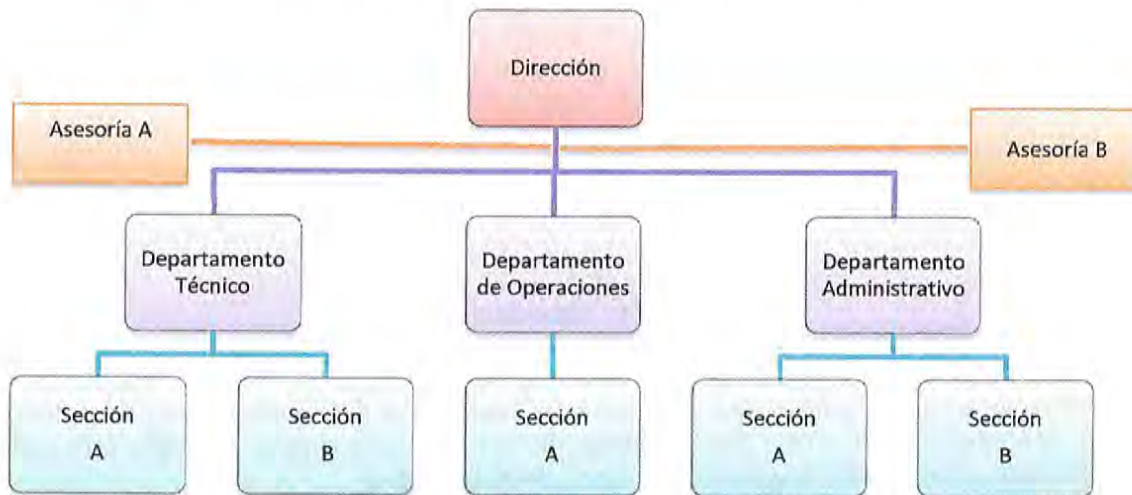 Dirección
Asesoría A
Asesoría B
Departamento
Técnico
Departamento
de Operaciones
Departamento
Administrativo
Sección
A
Sección
B
Sección
A
Sección
A
Sección
B